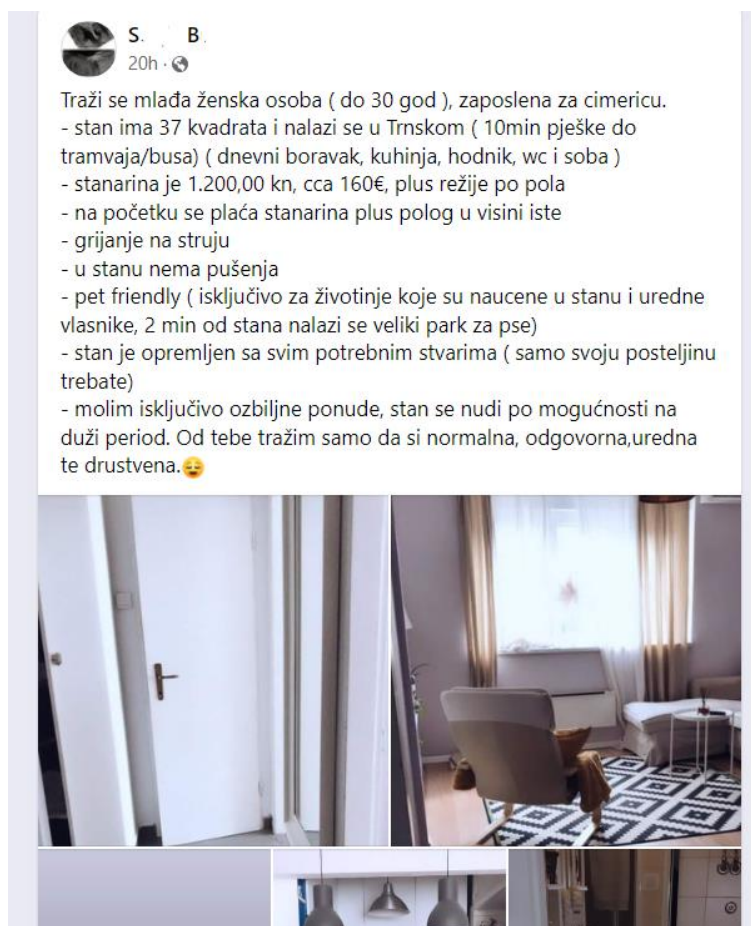 S. B.
20h
Traži se mlađa ženska osoba ( do 30 god ), zaposlena za cimericu.
- stan ima 37 kvadrata i nalazi se u Trnskom ( 10min pješke do
tramvaja/busa) ( dnevni boravak, kuhinja, hodnik, wc i soba )
- stanarina je 1.200,00 kn, cca 160€, plus režije po pola
- na početku se plaća stanarina plus polog u visini iste
- grijanje na struju
- u stanu nema pušenja
- pet friendly ( isključivo za životinje koje su naucene u stanu i uredne
vlasnike, 2 min od stana nalazi se veliki park za pse)
- stan je opremljen sa svim potrebnim stvarima ( samo svoju posteljinu
trebate)
- molim isključivo ozbiljne ponude, stan se nudi po mogućnosti na
duži period. Od tebe tražim samo da si normalna, odgovorna,uredna
te drustvena.😌